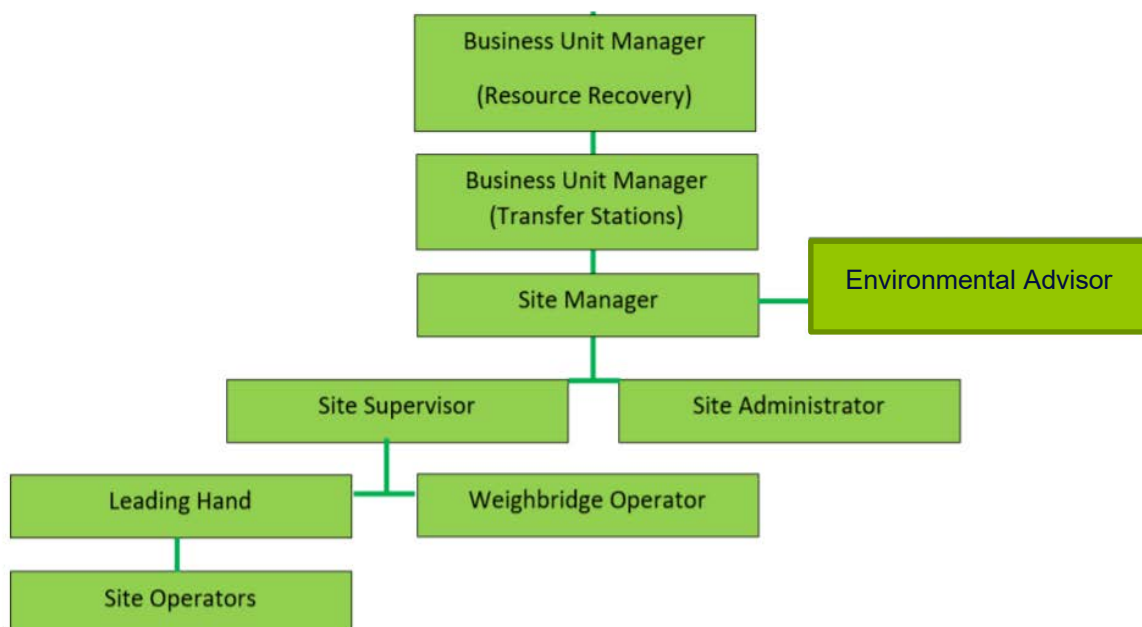 Business Unit Manager
(Resource Recovery)
Business Unit Manager
(Transfer Stations)
Site Manager
Environmental Advisor
Site Supervisor
Site Administrator
Leading Hand
Weighbridge Operator
Site Operators